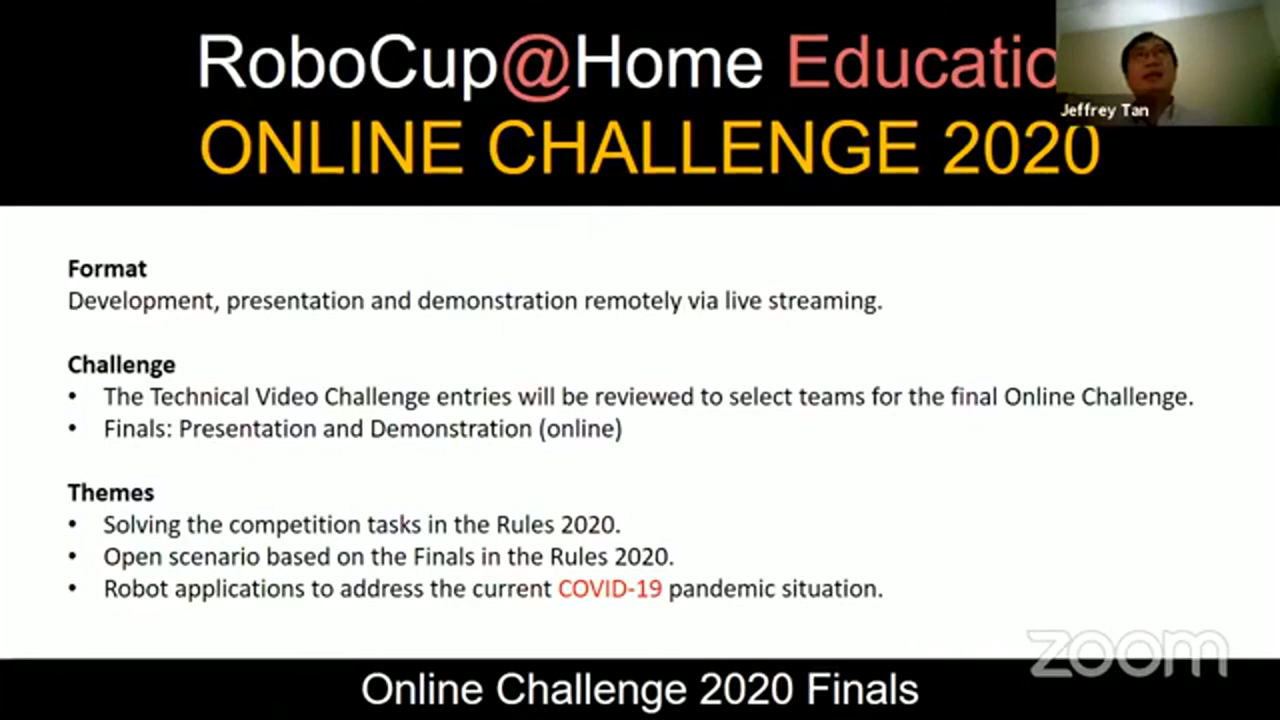 RoboCup@Home Educatio
Jeffrey Tan
ONLINE CHALLENGE 2020
Format
Development, presentation and demonstration remotely via live streaming.
Challenge
• The Technical Video Challenge entries will be reviewed to select teams for the final Online Challenge.
• Finals: Presentation and Demonstration (online)
Themes
• Solving the competition tasks in the Rules 2020.
• Open scenario based on the Finals in the Rules 2020.
• Robot applications to address the current COVID-19 pandemic situation.
zoom
Online Challenge 2020 Finals